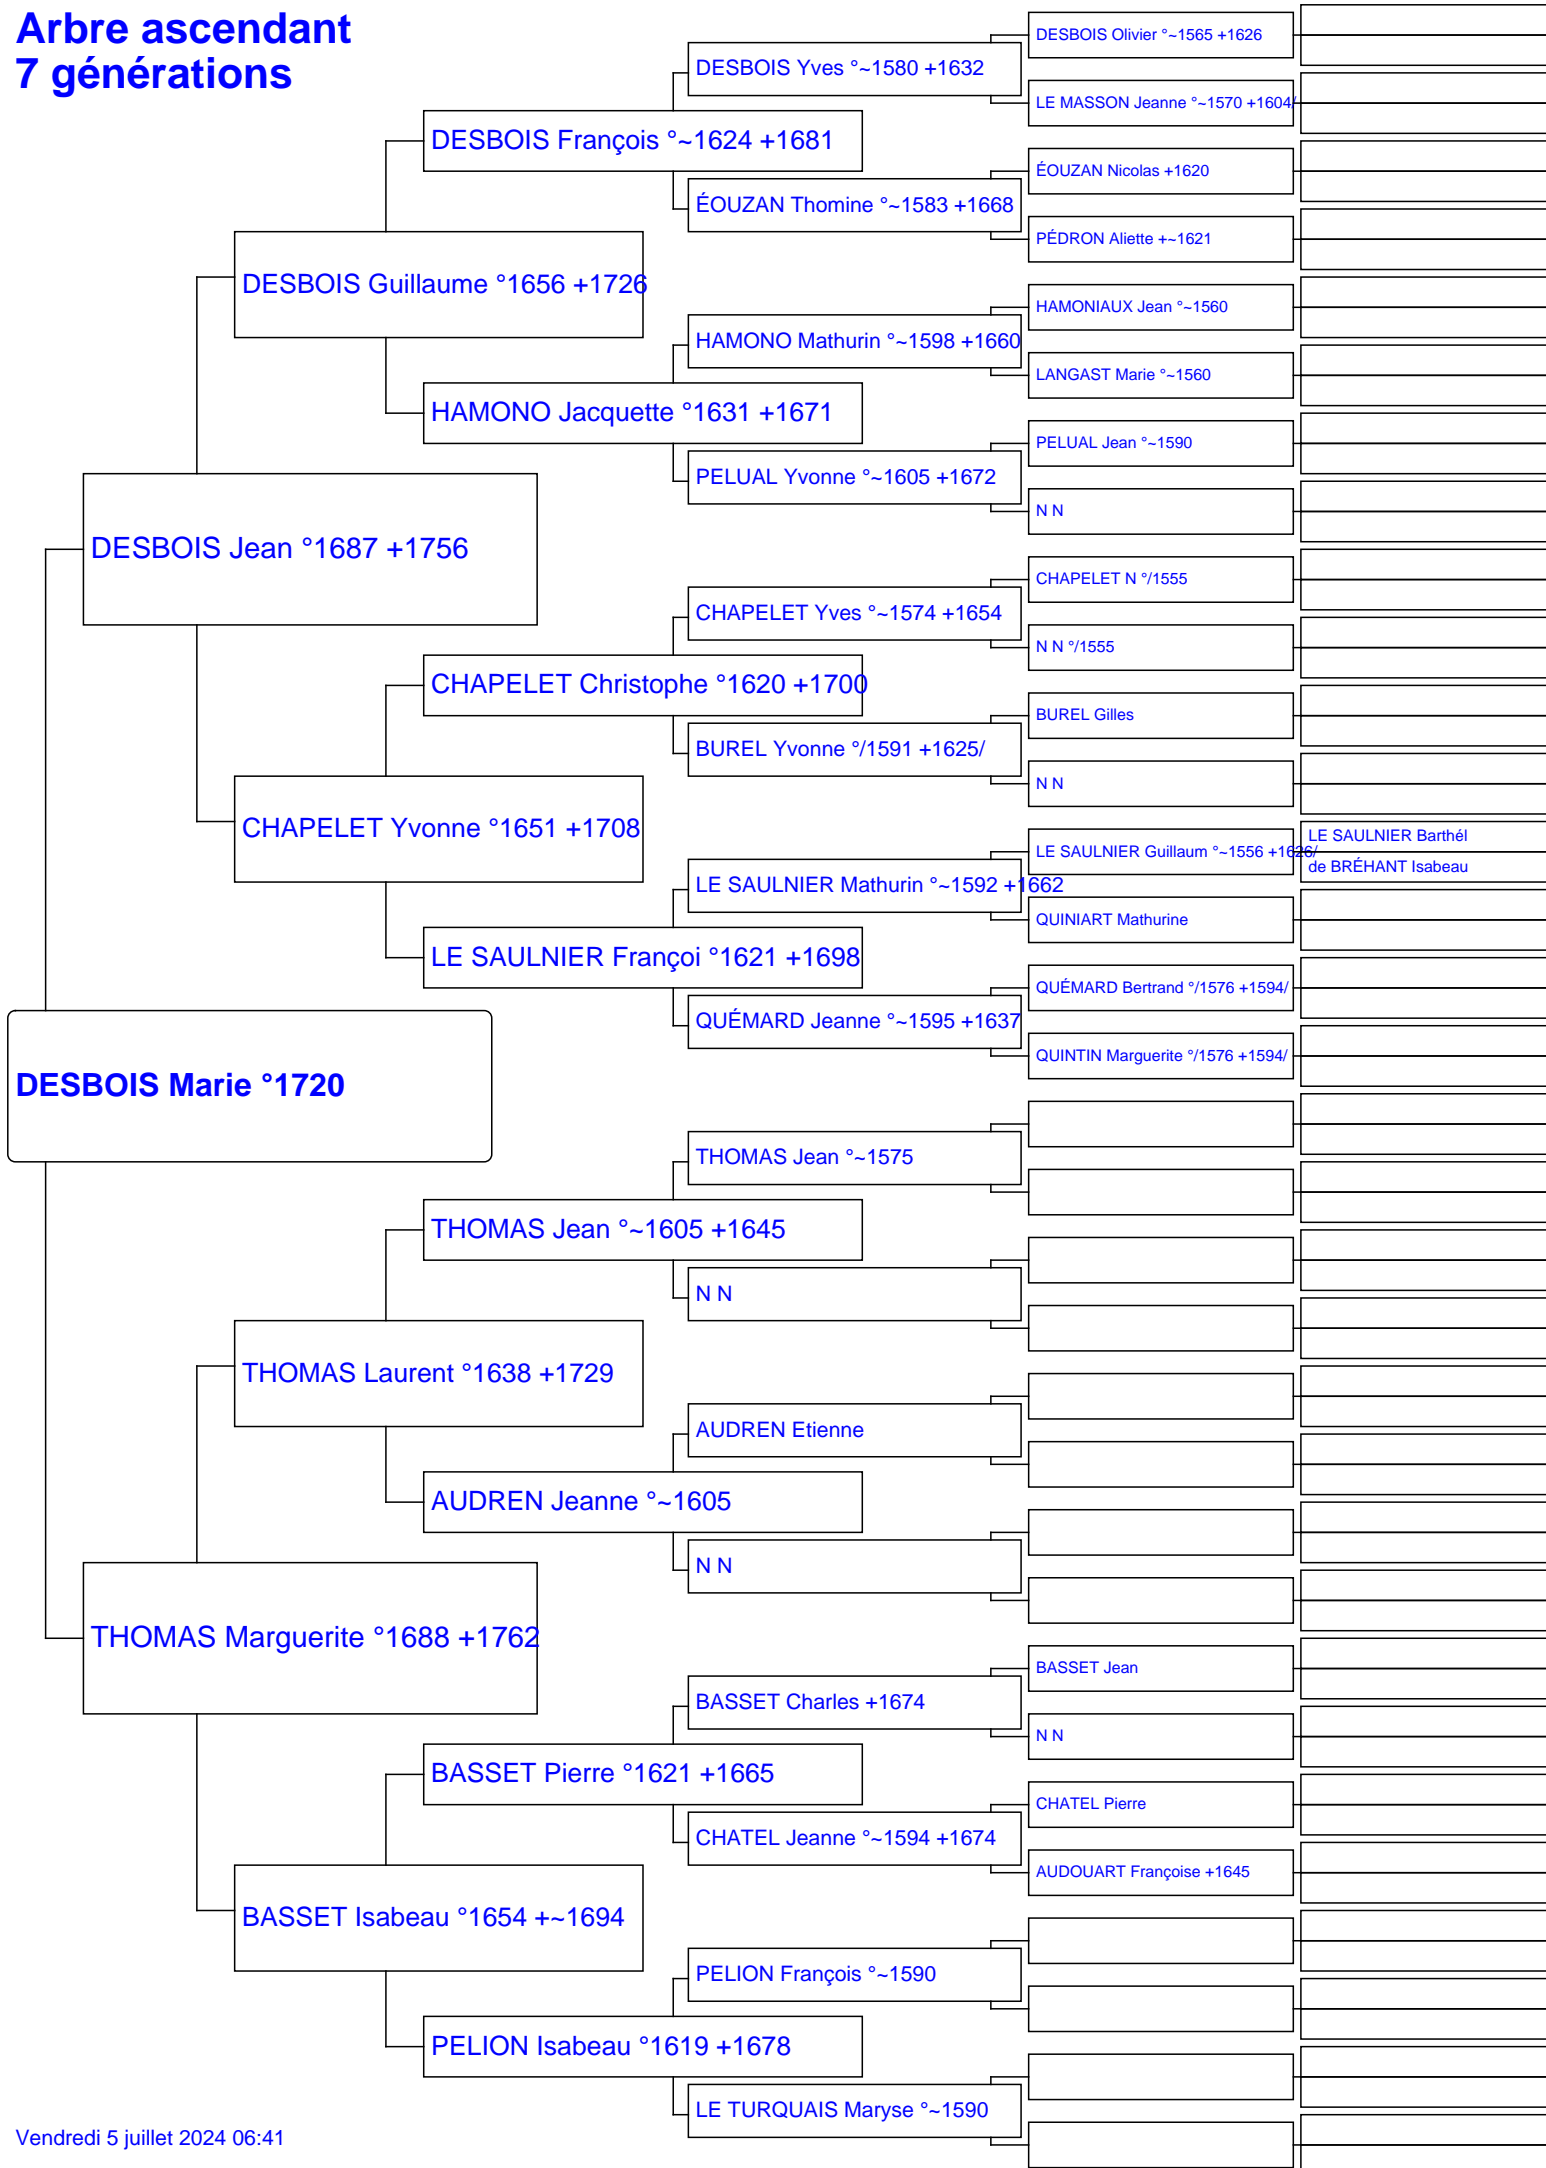 Arbre ascendant
7 générations
DESBOIS Olivier °~1565 +1626
DESBOIS Yves °~1580 +1632
LE MASSON Jeanne °~1570 +1604/
DESBOIS François °~1624 +1681
ÉOUZAN Nicolas +1620
ÉOUZAN Thomine °~1583 +1668
PÉDRON Aliette +~1621
DESBOIS Guillaume °1656 +1726
HAMONIAUX Jean °~1560
HAMONO Mathurin °~1598 +1660
LANGAST Marie °~1560
HAMONO Jacquette °1631 +1671
PELUAL Jean °~1590
PELUAL Yvonne °~1605 +1672
N N
DESBOIS Jean °1687 +1756
CHAPELET N °/1555
CHAPELET Yves °~1574 +1654
N N °/1555
CHAPELET Christophe °1620 +1700
BUREL Gilles
BUREL Yvonne °/1591 +1625/
N N
CHAPELET Yvonne °1651 +1708
LE SAULNIER Barthél
LE SAULNIER Guillaum °~1556 +1626/
de BRÉHANT Isabeau
LE SAULNIER Mathurin °~1592 +1662
QUINIART Mathurine
LE SAULNIER Françoi °1621 +1698
QUÉMARD Bertrand °/1576 +1594/
QUÉMARD Jeanne °~1595 +1637
QUINTIN Marguerite °/1576 +1594/
DESBOIS Marie °1720
THOMAS Jean °~1575
THOMAS Jean °~1605 +1645
N N
THOMAS Laurent °1638 +1729
AUDREN Etienne
AUDREN Jeanne °~1605
N N
THOMAS Marguerite °1688 +1762
BASSET Jean
BASSET Charles +1674
N N
BASSET Pierre °1621 +1665
CHATEL Pierre
CHATEL Jeanne °~1594 +1674
AUDOUART Françoise +1645
BASSET Isabeau °1654 +~1694
PELION François °~1590
PELION Isabeau °1619 +1678
LE TURQUAIS Maryse °~1590
Vendredi 5 juillet 2024 06:41